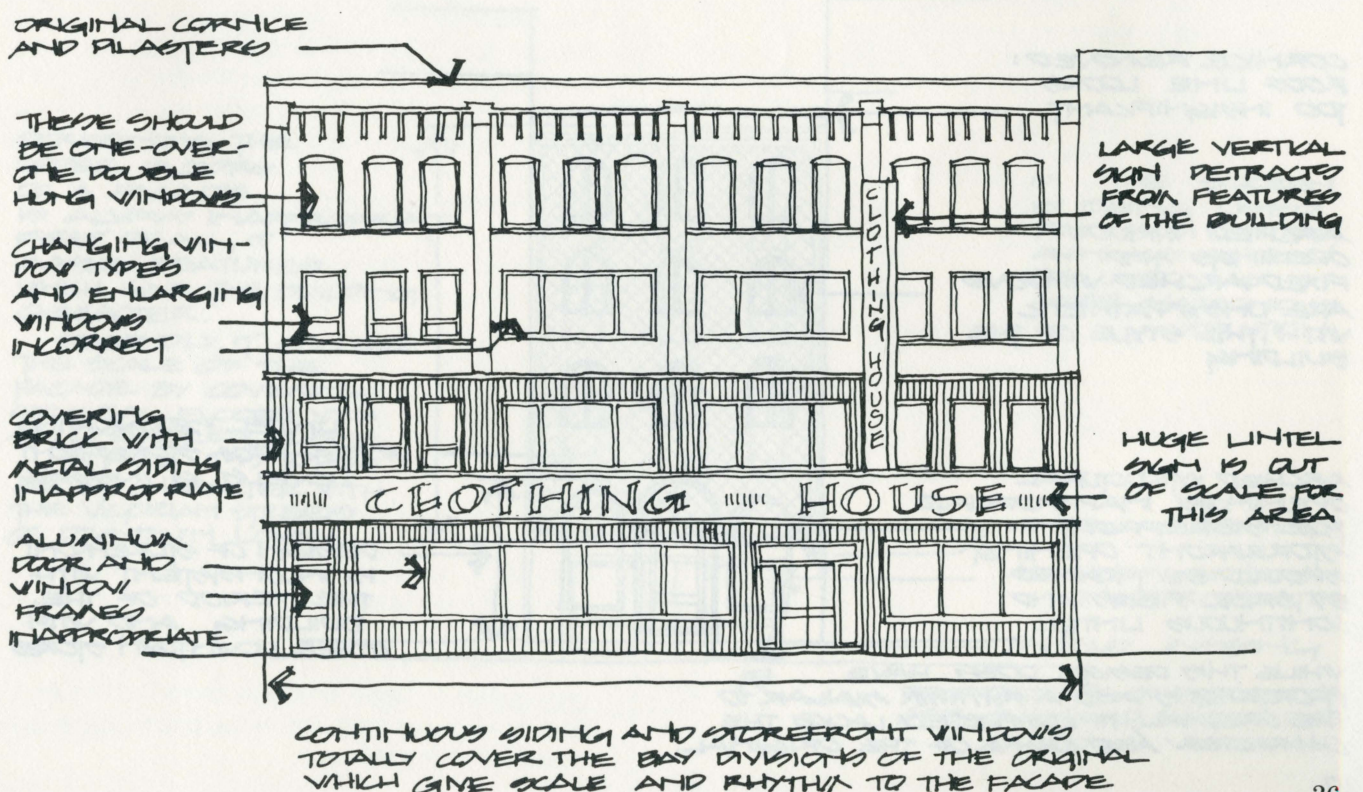 ORIGINAL CORNICE
AND PILASTERS
THESE SHOULD
BE ONE-OVER-
ONE DOUBLE
HUNG WINDOWS
CHANGING WIN-
DOW TYPES
AND ENLARGING
WINDOWS
INCORRECT
COVERING
BRICK WITH
METAL SIDING
INAPPROPRIATE
ALUMINUM
DOOR AND
WINDOW
FRAMES
INAPPROPRIATE
CLOTHING HOUSE
CLOTHING HOUSE
LARGE VERTICAL
SIGN DETRACTS
FROM FEATURES
OF THE BUILDING
HUGE LINTEL
SIGN IS OUT
OF SCALE FOR
THIS AREA
CONTINUOUS SIDING AND STOREFRONT WINDOWS
TOTALLY COVER THE BAY DIVISIONS OF THE ORIGINAL
WHICH GIVE SCALE AND RHYTHM TO THE FACADE
36